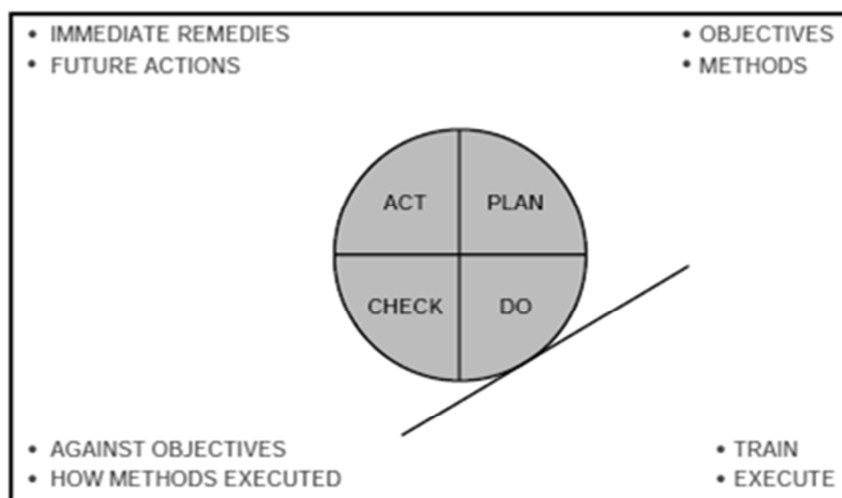 • IMMEDIATE REMEDIES
• FUTURE ACTIONS
• OBJECTIVES
• METHODS
ACT
PLAN
CHECK
DO
• AGAINST OBJECTIVES
• HOW METHODS EXECUTED
• TRAIN
• EXECUTE